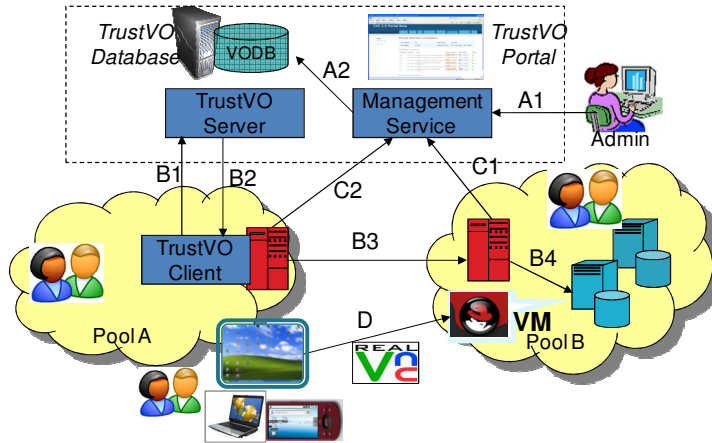 TrustVO
Database
VODB
TrustVO
Portal
A2
A1
TrustVO
Server
Management
Service
Admin
B1
B2
C2
C1
TrustVO
Client
B3
B4
Pool A
D
VM
Pool B
REAL
Vnc